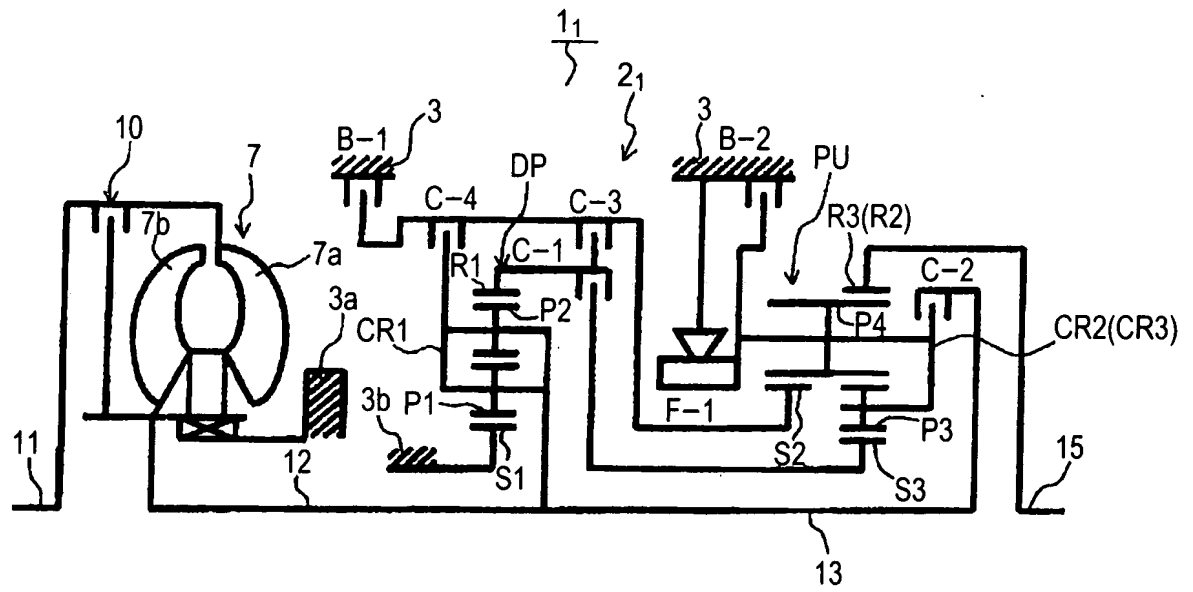 1₁
2₁
3
3
B-1
B-2
10
7
DP
PU
C-4
C-3
R3(R2)
7b
7a
R1
C-1
C-2
3a
P2
P4
CR1
CR2(CR3)
P1
F-1
3b
S2
P3
11
12
S1
S3
15
13